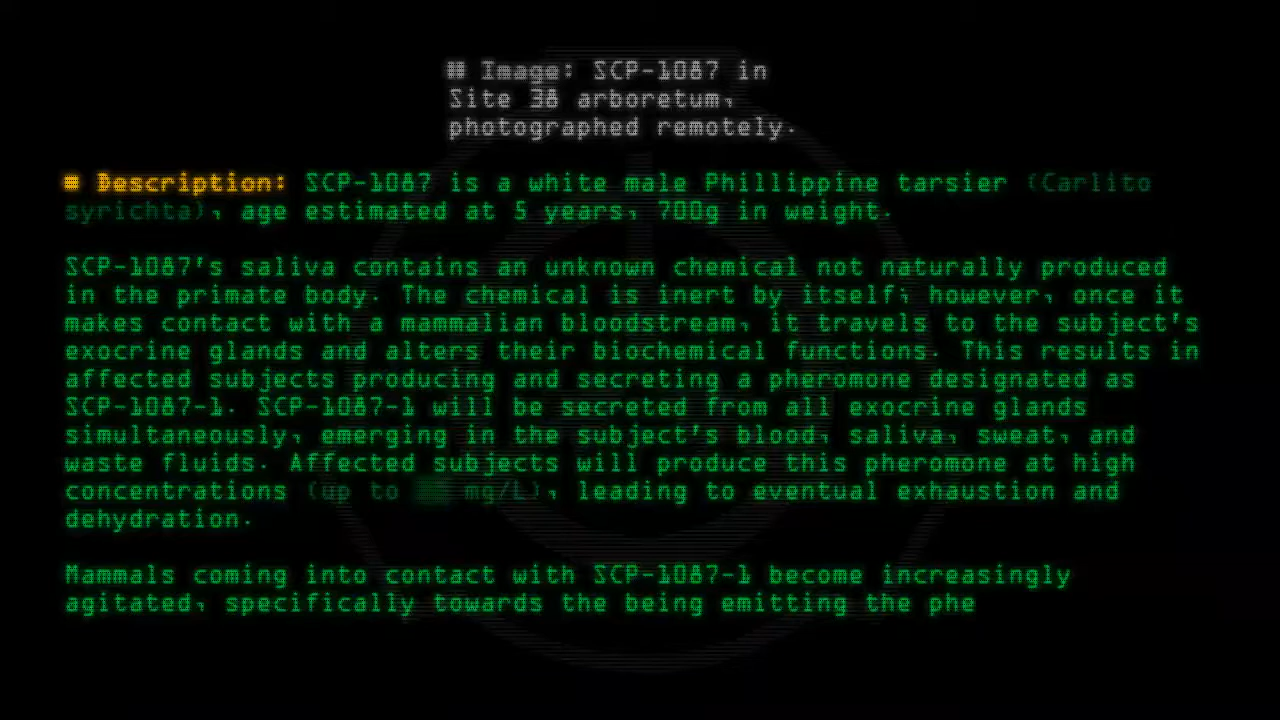 # Image: SCP-1087 in
Site 38 arboretum,
photographed remotely.
# Description: SCP-1087 is a white male Phillippine tarsier (Carlito
syrichta), age estimated at 5 years, 700g in weight.
SCP-1087's saliva contains an unknown chemical not naturally produced
in the primate body. The chemical is inert by itself; however, once it
makes contact with a mammalian bloodstream, it travels to the subject's
exocrine glands and alters their biochemical functions. This results in
affected subjects producing and secreting a pheromone designated as
SCP-1087-1. SCP-1087-1 will be secreted from all exocrine glands
simultaneously, emerging in the subject's blood, saliva, sweat, and
waste fluids. Affected subjects will produce this pheromone at high
concentrations (up to ██ mg/L), leading to eventual exhaustion and
dehydration.
Mammals coming into contact with SCP-1087-1 become increasingly
agitated, specifically towards the being emitting the phe